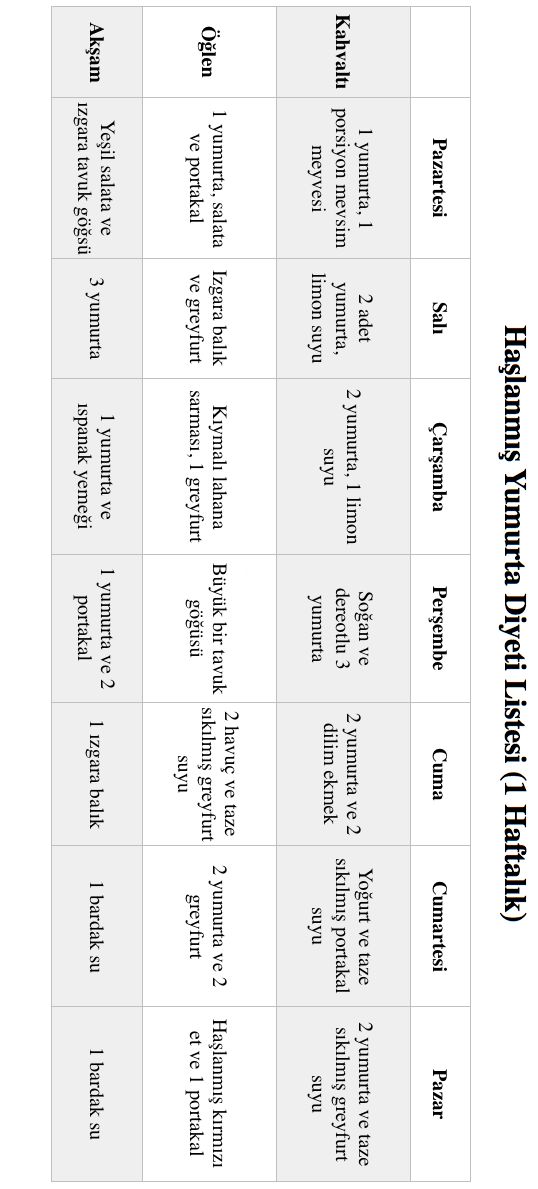 Haşlanmış Yumurta Diyeti Listesi (1 Haftalık)
Pazartesi
Salı
Çarşamba
Perşembe
Cuma
Cumartesi
Pazar
Kahvaltı
1 yumurta, 1
porsiyon mevsim
meyvesi
2 adet
yumurta,
limon suyu
2 yumurta, 1 limon
suyu
Soğan ve
dereotlu 3
yumurta
2 yumurta ve 2
dilim ekmek
Yoğurt ve taze
sıkılmış portakal
suyu
2 yumurta ve taze
sıkılmış greyfurt
suyu
Öğlen
1 yumurta, salata
ve portakal
Izgara balık
ve greyfurt
Kıymalı lahana
sarması, 1 greyfurt
Büyük bir tavuk
göğüsü
2 havuç ve taze
sıkılmış greyfurt
suyu
2 yumurta ve 2
greyfurt
Haşlanmış kırmızı
et ve 1 portakal
Akşam
Yeşil salata ve
ızgara tavuk göğsü
3 yumurta
1 yumurta ve
ıspanak yemeği
1 yumurta ve 2
portakal
1 ızgara balık
1 bardak su
1 bardak su